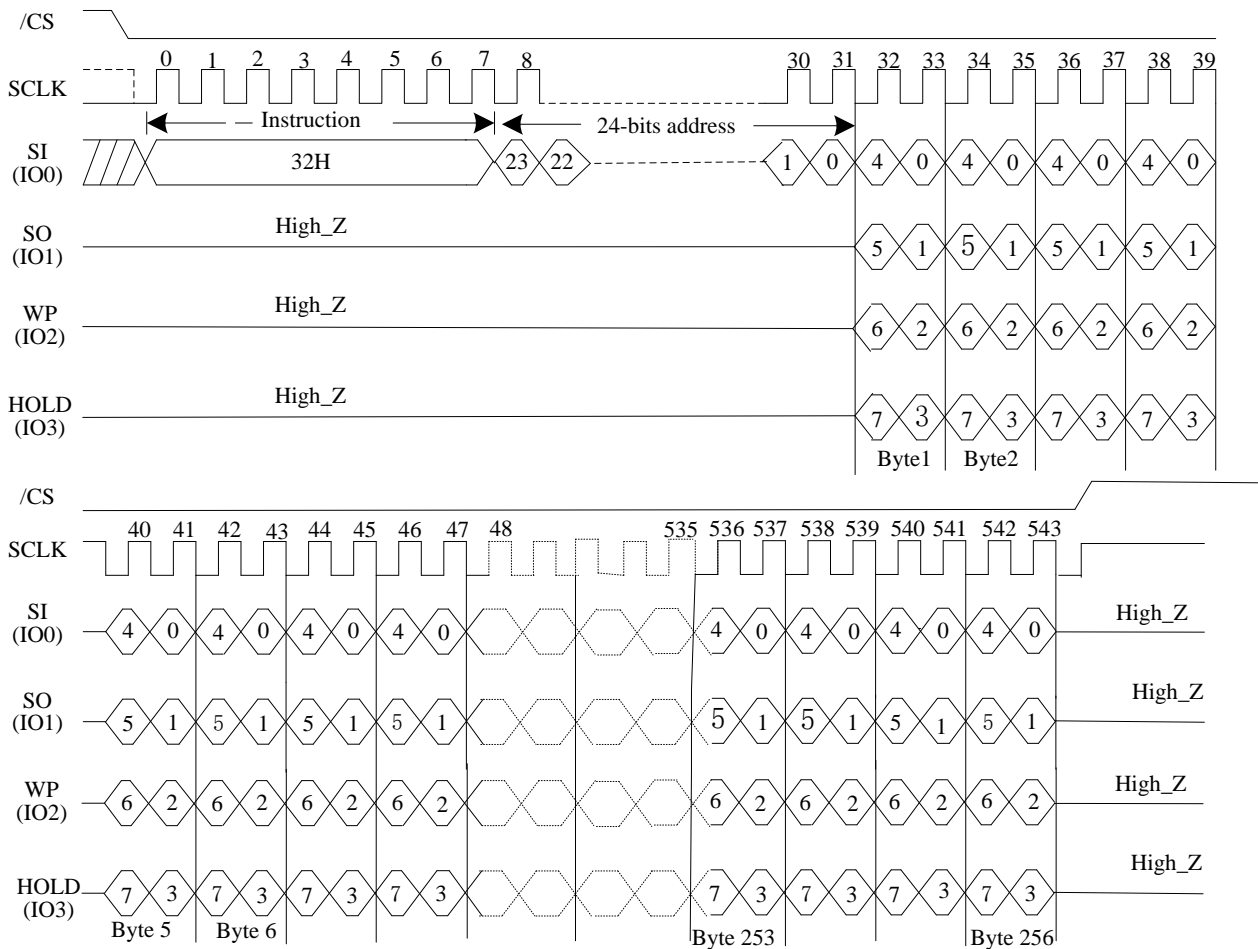 /CS
0 1 2 3 4 5 6 7 8 30 31 32 33 34 35 36 37 38 39
SCLK
Instruction 24-bits address
SI
(IO0)
32H 23 22 1 0 4 0 4 0 4 0 4 0
High_Z
SO
(IO1)
5 1 5 1 5 1 5 1
High_Z
WP
(IO2)
6 2 6 2 6 2 6 2
High_Z
HOLD
(IO3)
7 3 7 3 7 3 7 3
Byte1 Byte2
/CS
40 41 42 43 44 45 46 47 48 535 536 537 538 539 540 541 542 543
SCLK
SI
(IO0)
4 0 4 0 4 0 4 0 4 0 4 0 4 0 4 0
High_Z
SO
(IO1)
5 1 5 1 5 1 5 1 5 1 5 1 5 1 5 1
High_Z
WP
(IO2)
6 2 6 2 6 2 6 2 6 2 6 2 6 2 6 2
High_Z
HOLD
(IO3)
7 3 7 3 7 3 7 3 7 3 7 3 7 3 7 3
High_Z
Byte 5 Byte 6 Byte 253 Byte 256